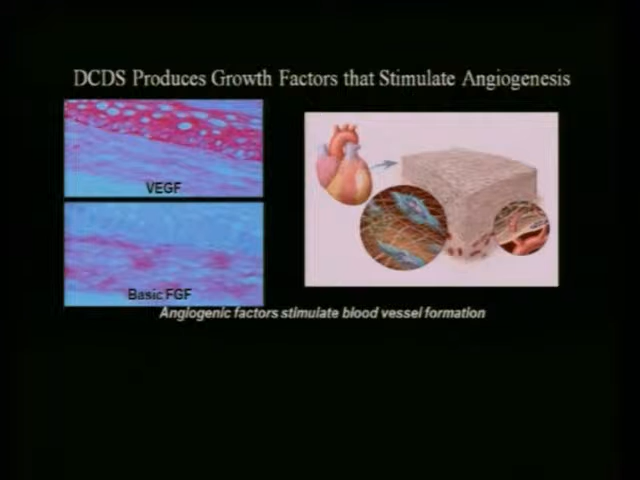 DCDS Produces Growth Factors that Stimulate Angiogenesis
VEGF
Basic FGF
Angiogenic factors stimulate blood vessel formation